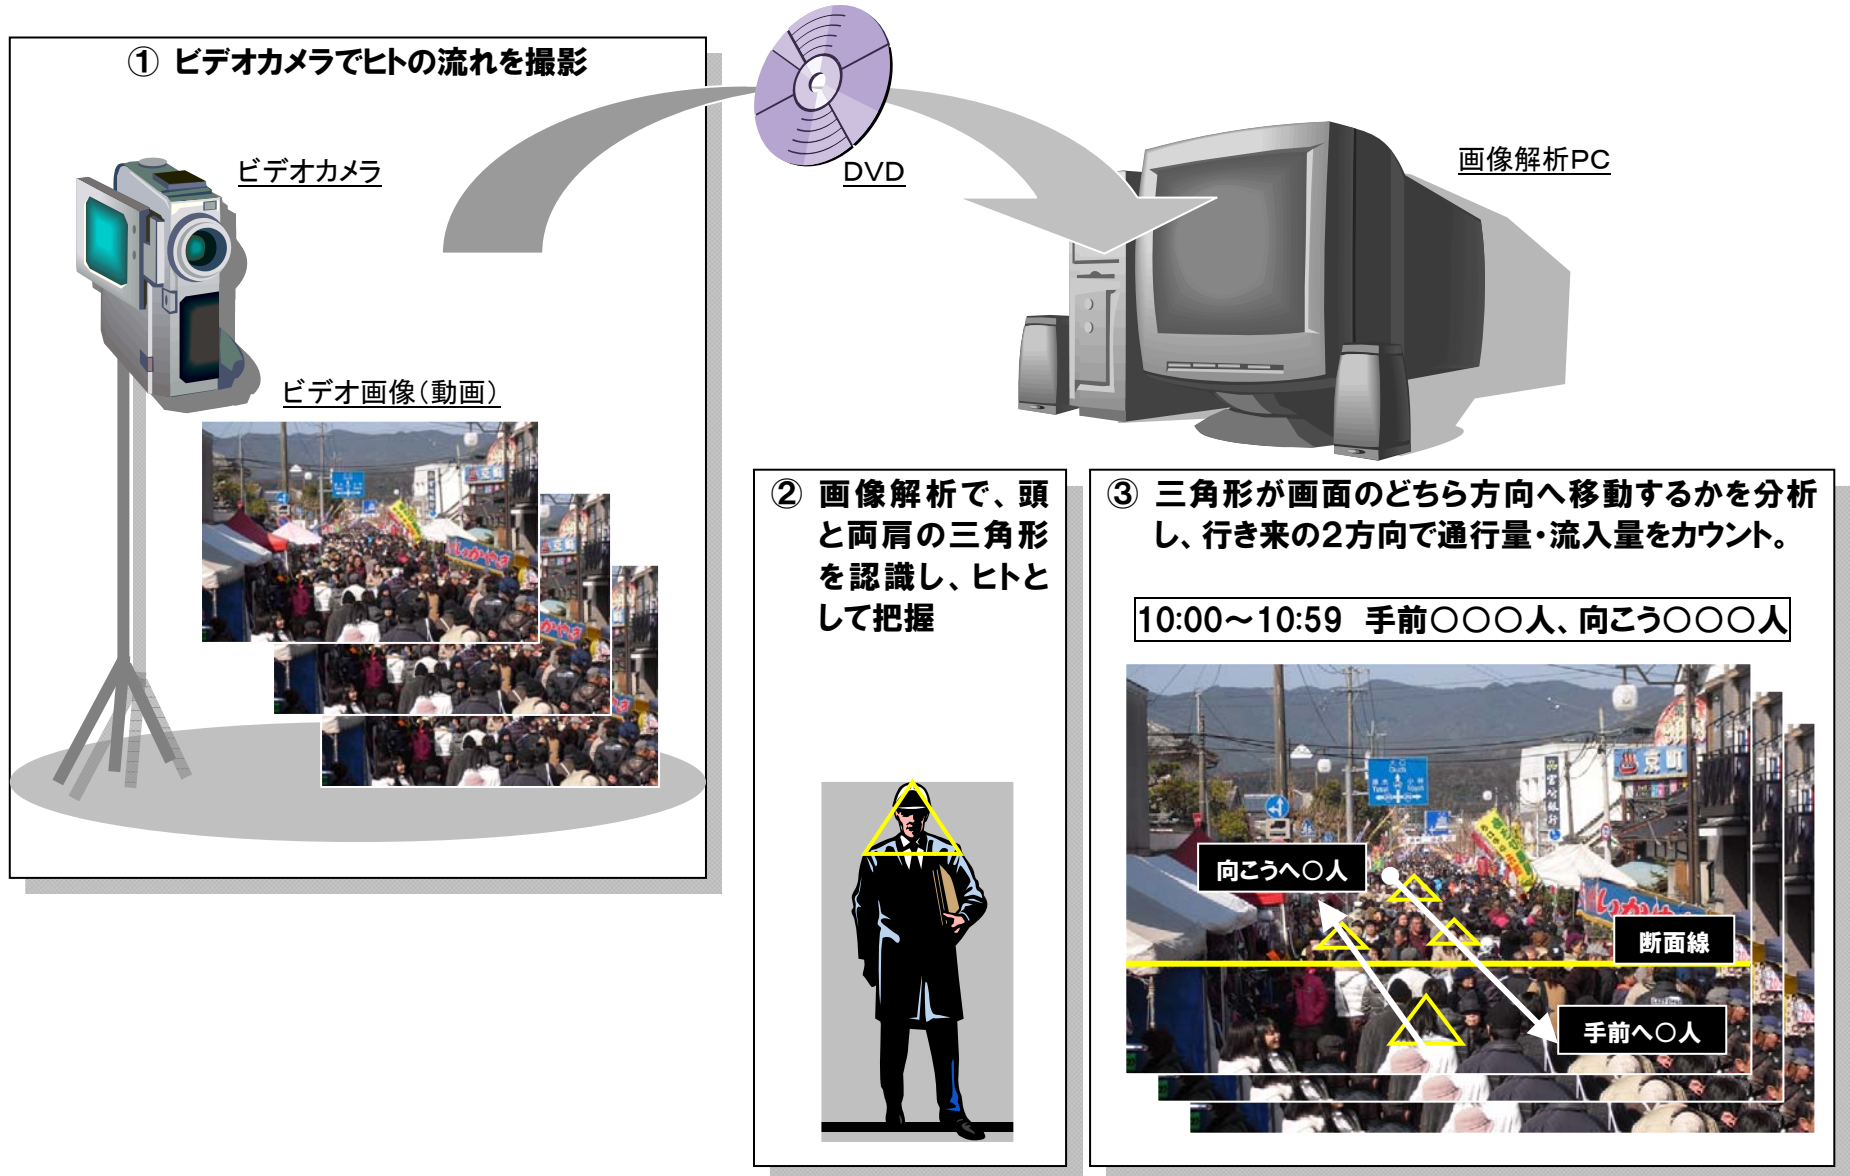 ① ビデオカメラでヒトの流れを撮影
ビデオカメラ
DVD
画像解析PC
ビデオ画像（動画）
② 画像解析で、頭
と両肩の三角形
を認識し、ヒトと
して把握
③ 三角形が画面のどちら方向へ移動するかを分析
し、行き来の2方向で通行量・流入量をカウント。
10:00～10:59 手前○○○人、向こう○○○人
向こうへ○人
断面線
手前へ○人
いかやき